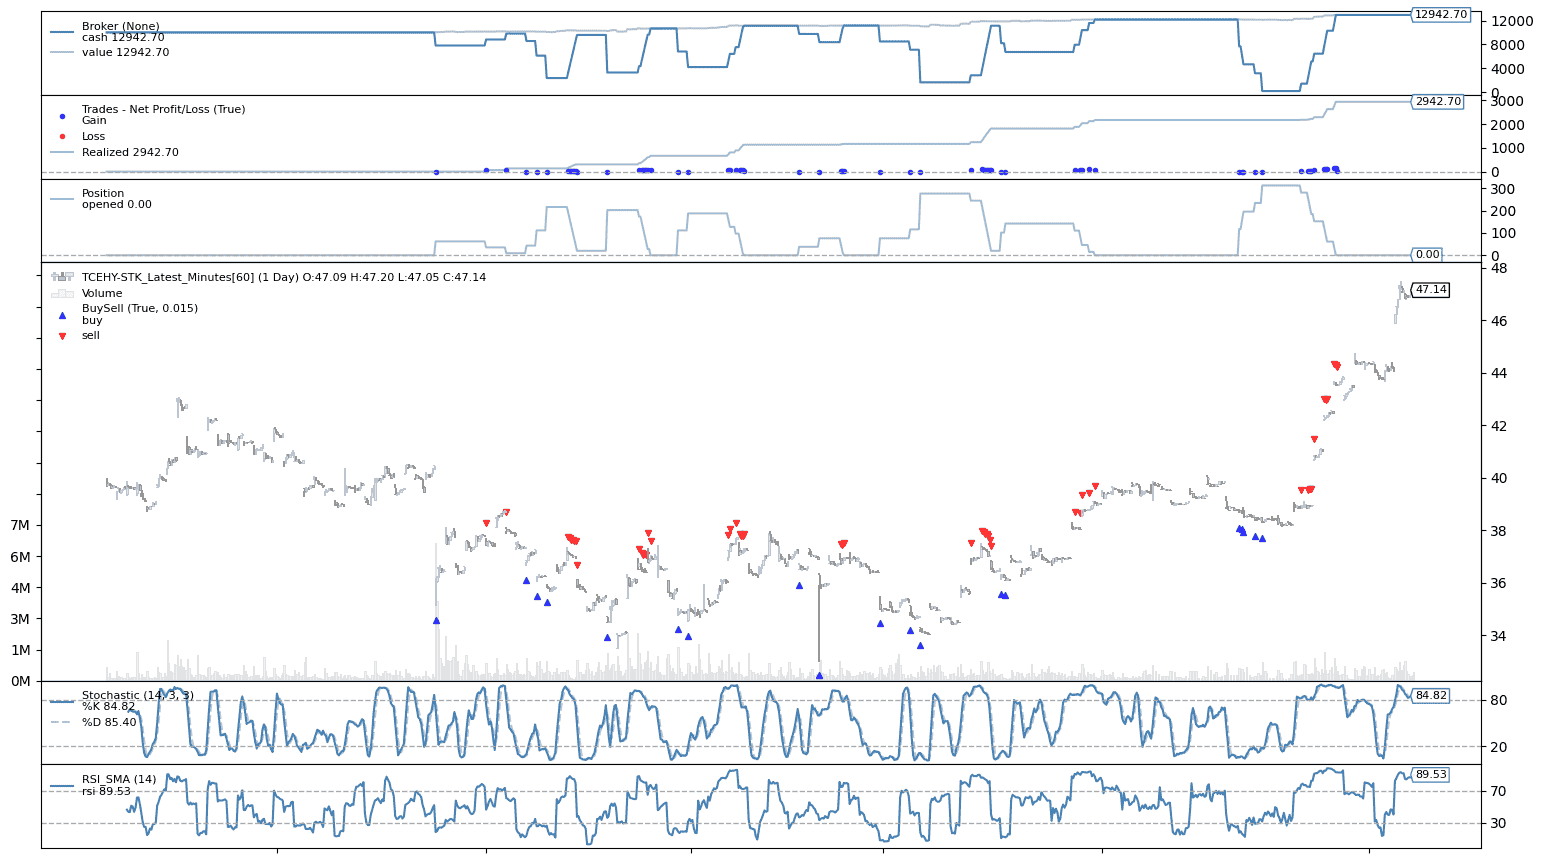 Broker (None)
cash 12942.70
value 12942.70
12942.70
12000
8000
4000
0
Trades - Net Profit/Loss (True)
Gain
Loss
Realized 2942.70
3000
2942.70
2000
1000
0
Position
opened 0.00
300
200
100
0
0.00
TCEHY-STK_Latest_Minutes[60] (1 Day) O:47.09 H:47.20 L:47.05 C:47.14
Volume
BuySell (True, 0.015)
buy
sell
48
47.14
46
44
42
40
38
36
34
7M
6M
4M
3M
1M
0M
Stochastic (14, 3, 3)
%K 84.82
%D 85.40
84.82
80
20
RSI_SMA (14)
rsi 89.53
89.53
70
30